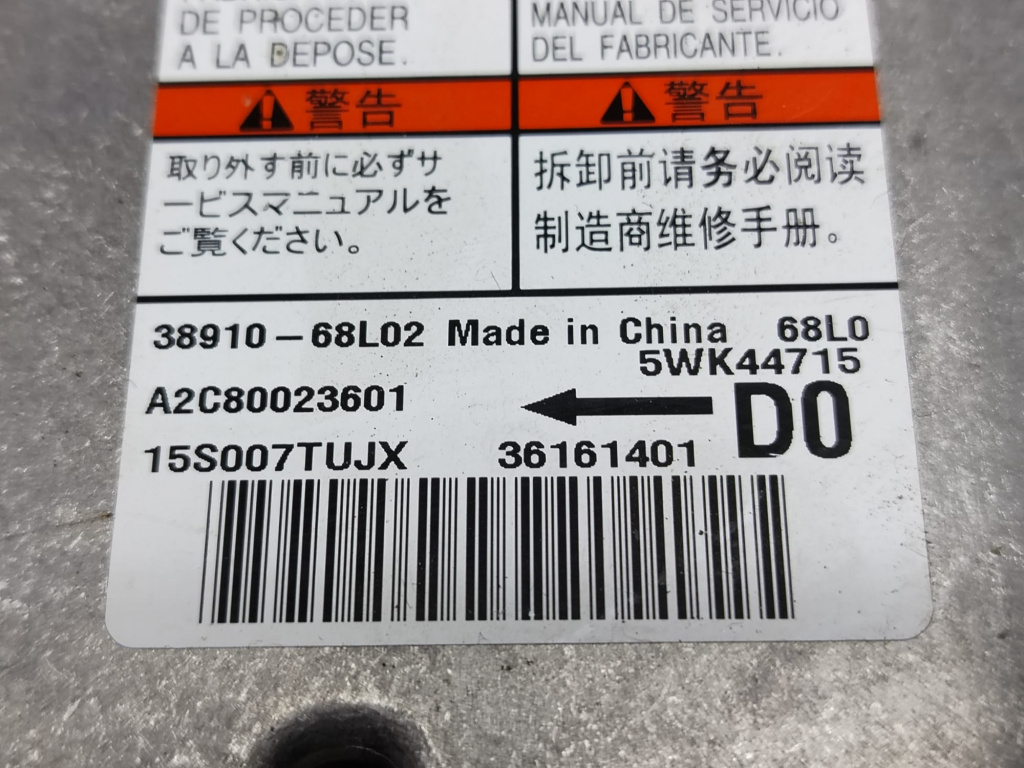 DE PROCEDER
A LA DEPOSE.
MANUAL DE SERVICIO
DEL FABRICANTE.
警告
取り外す前に必ずサ
ービスマニュアルを
ご覧ください。
警告
拆卸前请务必阅读
制造商维修手册。
38910-68L02 Made in China 68L0
5WK44715
A2C80023601
D0
15S007TUJX 36161401